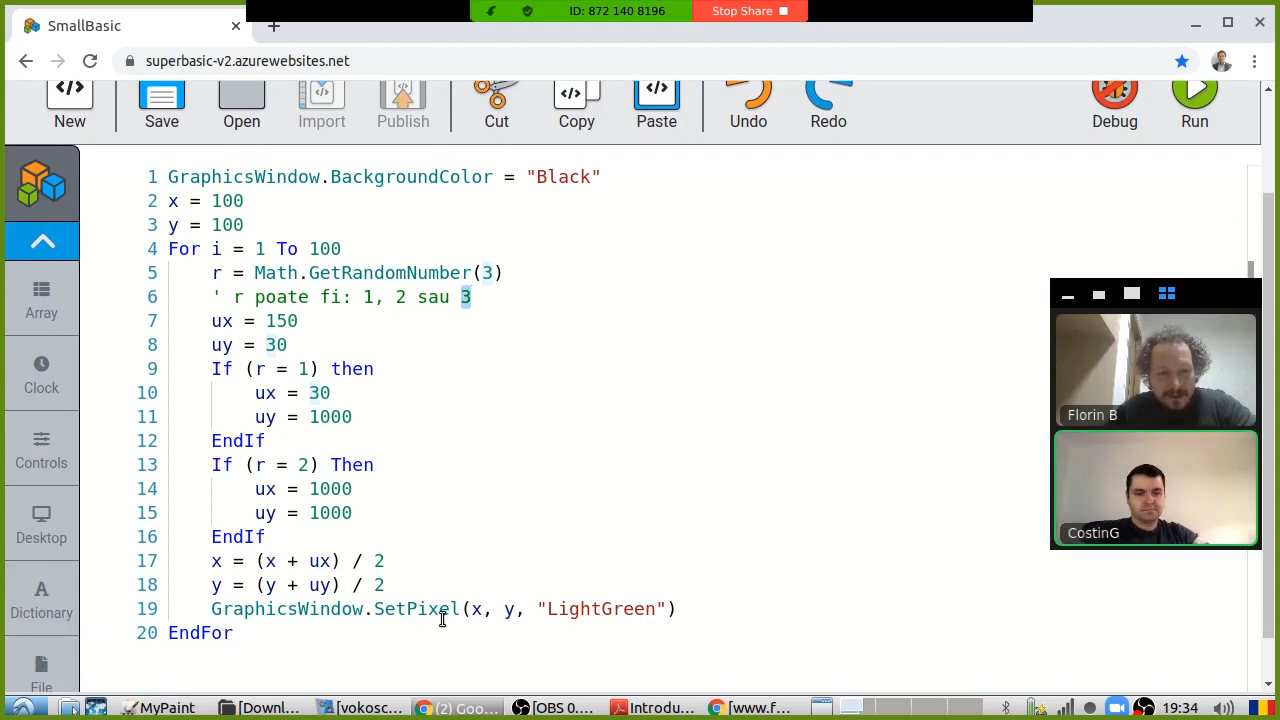 ID: 872 140 8196
Stop Share
SmallBasic
superbasic-v2.azurewebsites.net
New
Save
Open
Import
Publish
Cut
Copy
Paste
Undo
Redo
Debug
Run
1 GraphicsWindow.BackgroundColor = "Black"
2 x = 100
3 y = 100
4 For i = 1 To 100
5 r = Math.GetRandomNumber(3)
6 ' r poate fi: 1, 2 sau 3
7 ux = 150
8 uy = 30
9 If (r = 1) then
10 ux = 30
11 uy = 1000
12 EndIf
13 If (r = 2) Then
14 ux = 1000
15 uy = 1000
16 EndIf
17 x = (x + ux) / 2
18 y = (y + uy) / 2
19 GraphicsWindow.SetPixel(x, y, "LightGreen")
20 EndFor
Array
Clock
Controls
Desktop
Dictionary
File
Florin B
CostinG
MyPaint
[Downl...
[vokosc...
(2) Goo...
[OBS 0....
Introdu...
[www.f...
19:34